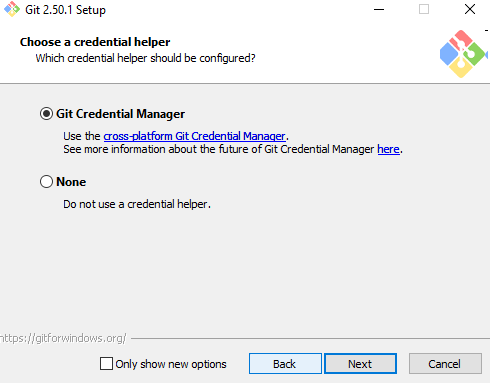 Git 2.50.1 Setup
Choose a credential helper
Which credential helper should be configured?
Git Credential Manager
Use the cross-platform Git Credential Manager.
See more information about the future of Git Credential Manager here.
None
Do not use a credential helper.
https://gitforwindows.org/
Only show new options
Back
Next
Cancel